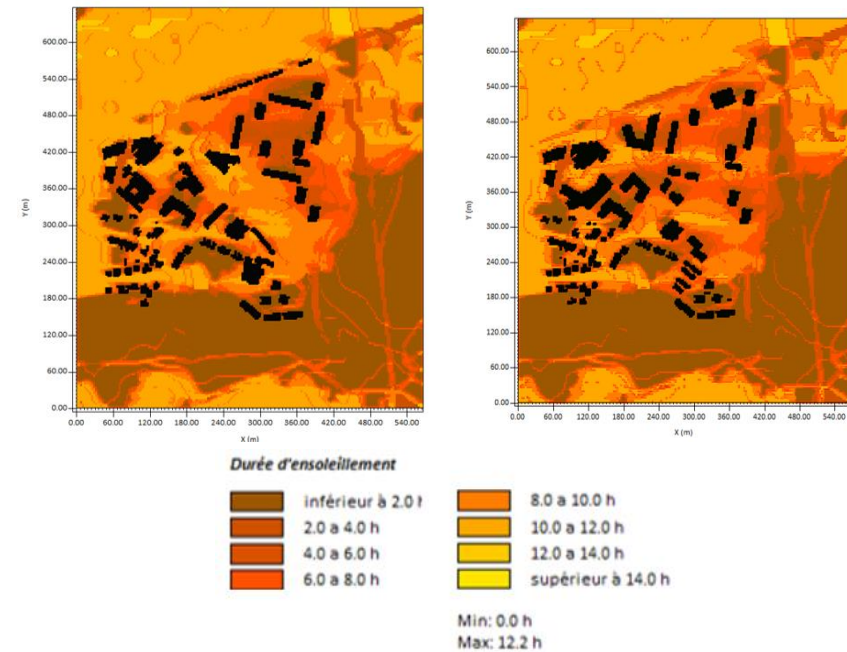 600.00
540.00
480.00
420.00
360.00
300.00
240.00
180.00
120.00
60.00
0.00
Y (m)
0.00 60.00 120.00 180.00 240.00 300.00 360.00 420.00 480.00 540.00
X (m)
600.00
540.00
480.00
420.00
360.00
300.00
240.00
180.00
120.00
60.00
0.00
Y (m)
0.00 60.00 120.00 180.00 240.00 300.00 360.00 420.00 480.00 540.00
X (m)
Durée d'ensoleillement
inférieur à 2.0 h
2.0 a 4.0 h
4.0 a 6.0 h
6.0 a 8.0 h
8.0 a 10.0 h
10.0 a 12.0 h
12.0 a 14.0 h
supérieur à 14.0 h
Min: 0.0 h
Max: 12.2 h